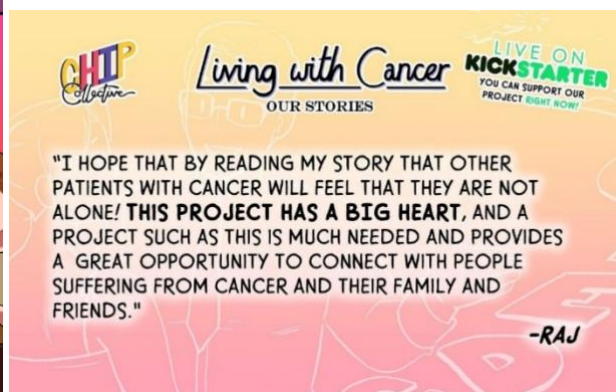 CHIP
Collective
Living with Cancer
OUR STORIES
LIVE ON
KICKSTARTER
YOU CAN SUPPORT OUR
PROJECT RIGHT NOW!
"I HOPE THAT BY READING MY STORY THAT OTHER
PATIENTS WITH CANCER WILL FEEL THAT THEY ARE NOT
ALONE! THIS PROJECT HAS A BIG HEART, AND A
PROJECT SUCH AS THIS IS MUCH NEEDED AND PROVIDES
A GREAT OPPORTUNITY TO CONNECT WITH PEOPLE
SUFFERING FROM CANCER AND THEIR FAMILY AND
FRIENDS."
-RAJ